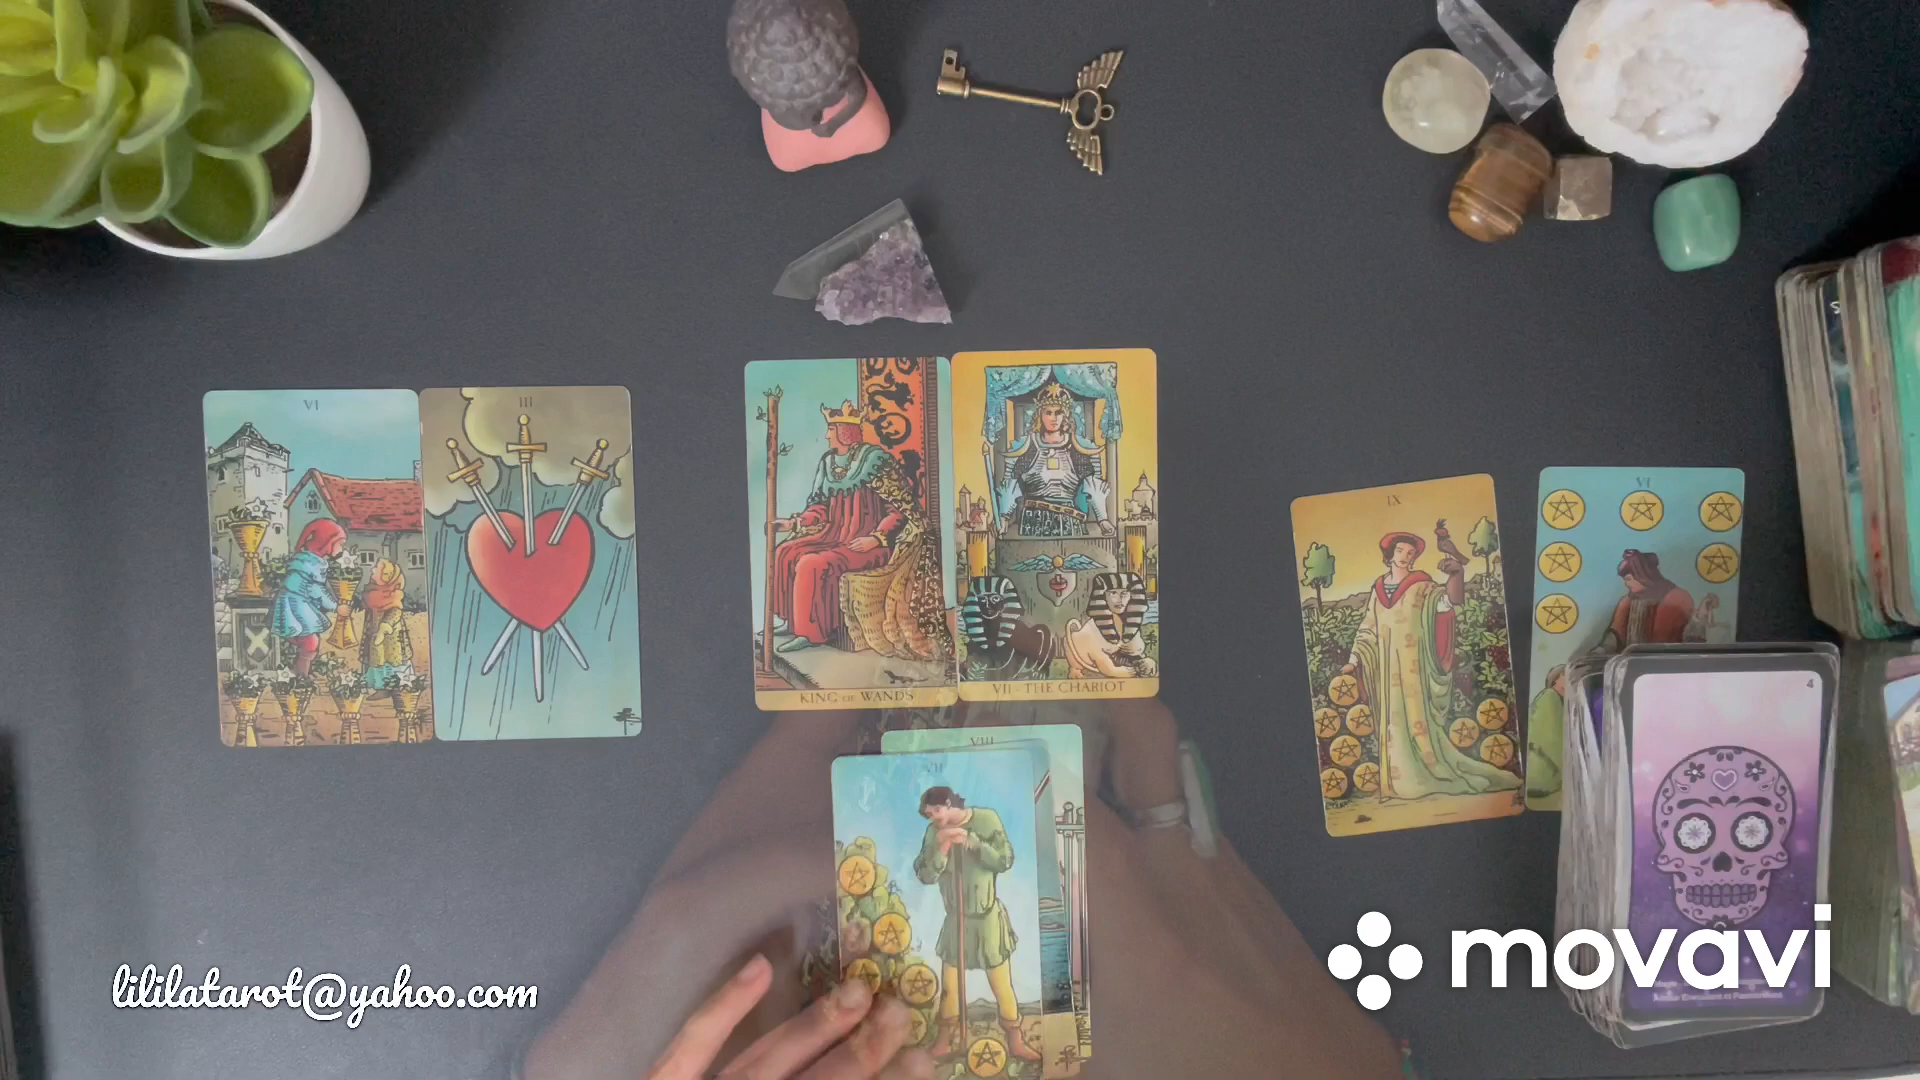 VI
III
KING OF WANDS
VII - THE CHARIOT
IX
VI
VIII
VII
4
lililatarot@yahoo.com
movavi